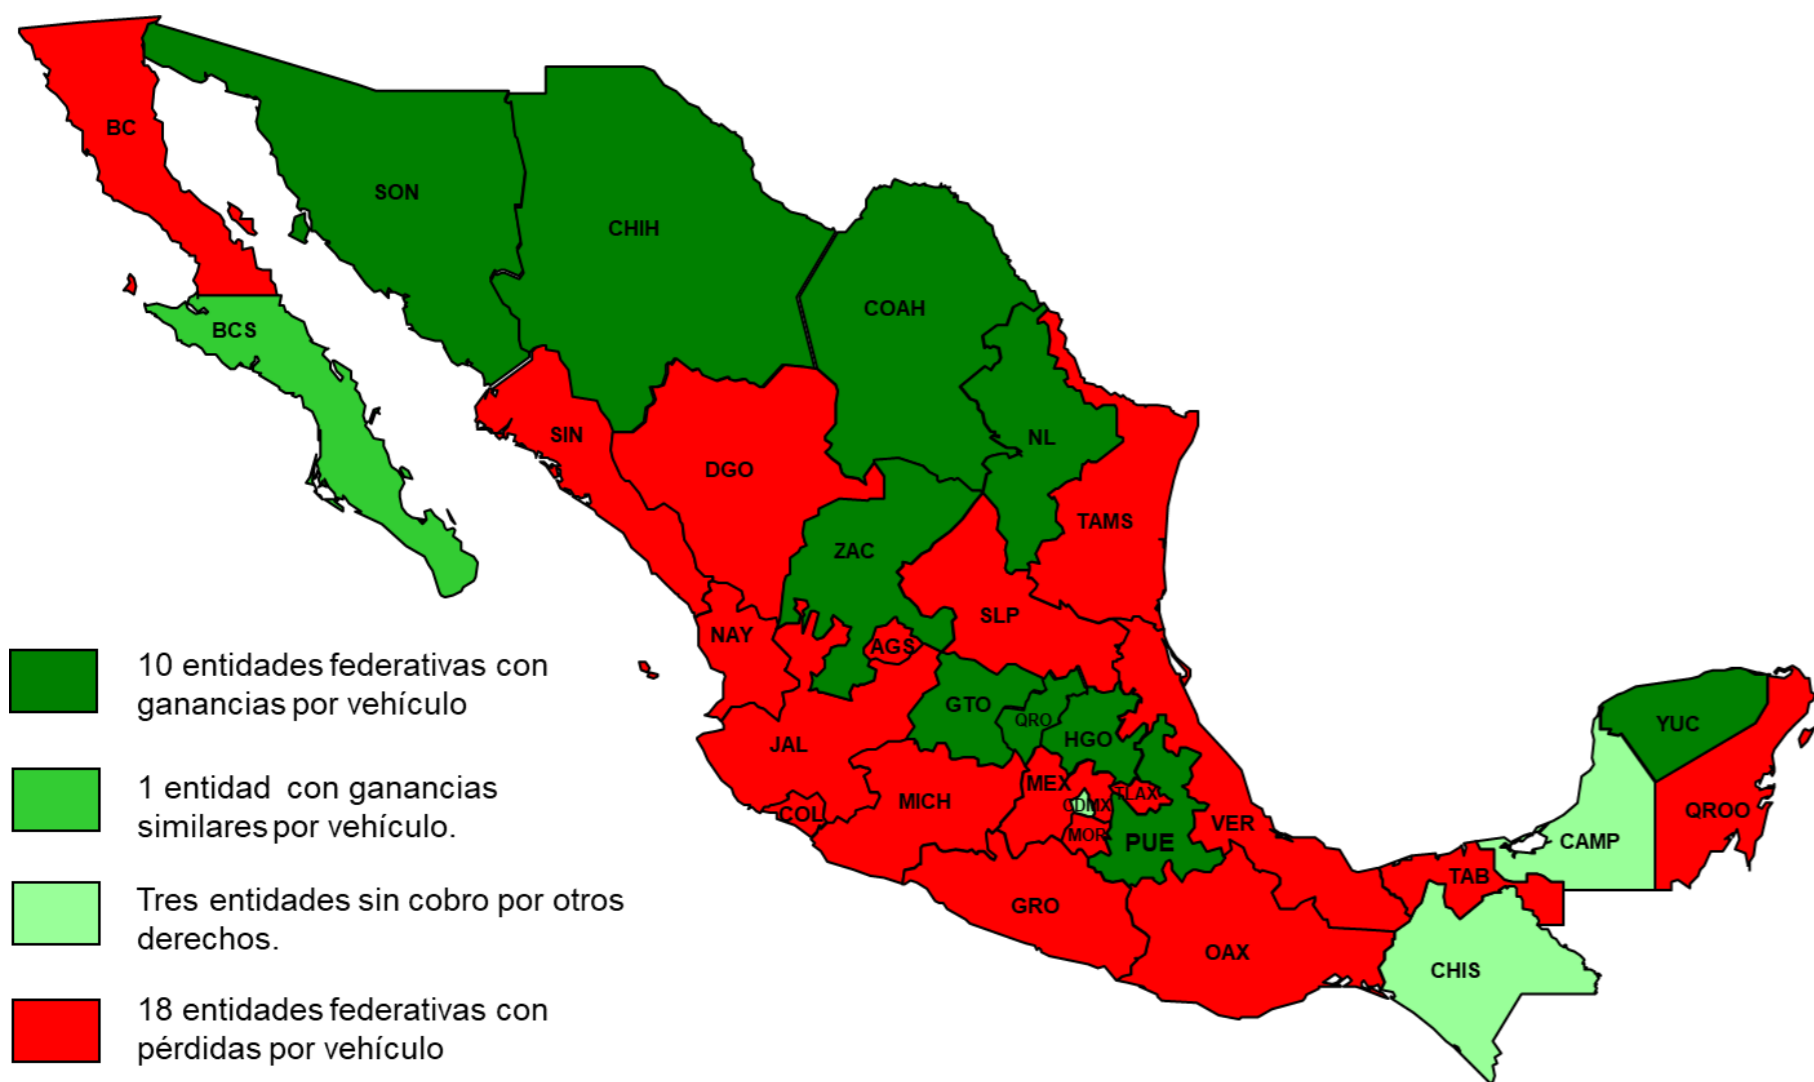 BC
SON
CHIH
COAH
BCS
NL
SIN
DGO
TAMS
ZAC
SLP
NAY
AGS
10 entidades federativas con
ganancias por vehículo
GTO
QRO
YUC
HGO
JAL
1 entidad con ganancias
similares por vehículo.
MEX
TLAX
MICH
CDMX
COL
QROO
VER
MOR
PUE
CAMP
TAB
Tres entidades sin cobro por otros
derechos.
GRO
OAX
CHIS
18 entidades federativas con
pérdidas por vehículo